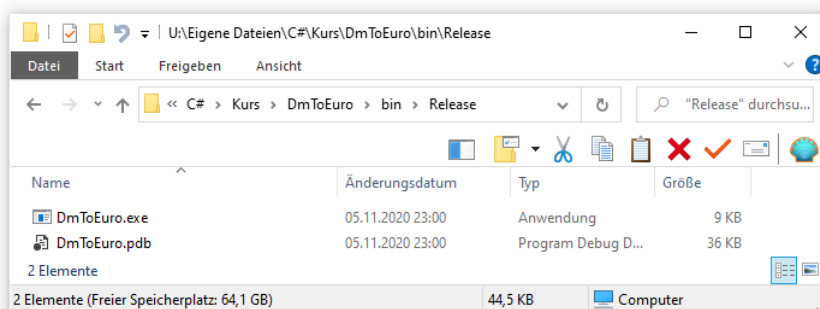 U:\Eigene Dateien\C#\Kurs\DmToEuro\bin\Release
Datei Start Freigeben Ansicht
« C# › Kurs › DmToEuro › bin › Release "Release" durchsu...
Name Änderungsdatum Typ Größe
DmToEuro.exe 05.11.2020 23:00 Anwendung 9 KB
DmToEuro.pdb 05.11.2020 23:00 Program Debug D... 36 KB
2 Elemente
2 Elemente (Freier Speicherplatz: 64,1 GB) 44,5 KB Computer